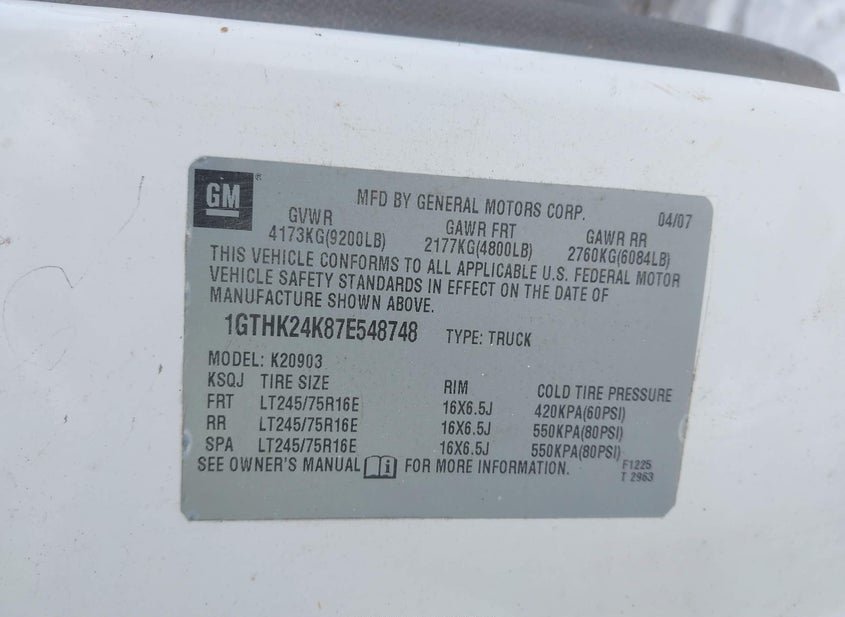 GM ®
MFD BY GENERAL MOTORS CORP. 04/07
GVWR GAWR FRT GAWR RR
4173KG(9200LB) 2177KG(4800LB) 2760KG(6084LB)
THIS VEHICLE CONFORMS TO ALL APPLICABLE U.S. FEDERAL MOTOR
VEHICLE SAFETY STANDARDS IN EFFECT ON THE DATE OF
MANUFACTURE SHOWN ABOVE.
1GTHK24K87E548748 TYPE: TRUCK
MODEL: K20903
KSQJ TIRE SIZE RIM COLD TIRE PRESSURE
FRT LT245/75R16E 16X6.5J 420KPA(60PSI)
RR LT245/75R16E 16X6.5J 550KPA(80PSI)
SPA LT245/75R16E 16X6.5J 550KPA(80PSI)
SEE OWNER'S MANUAL FOR MORE INFORMATION. F1225
T 2963